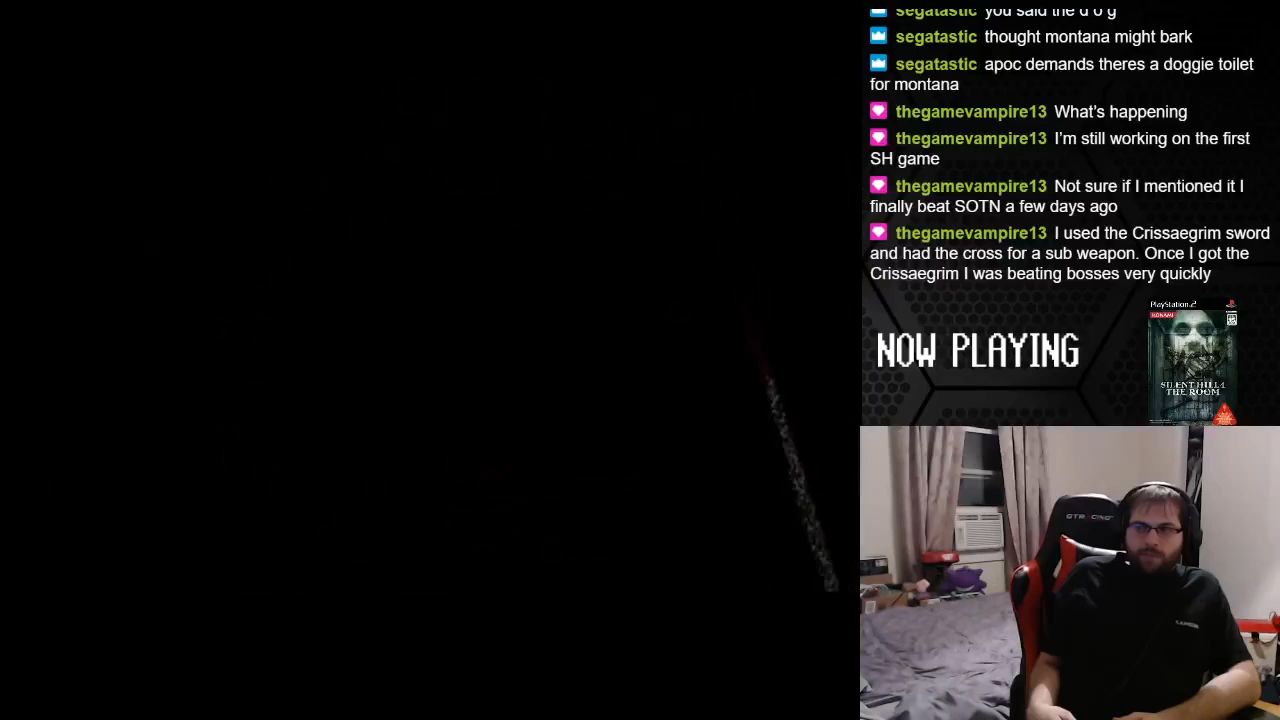 segatastic you said the d o g
segatastic thought montana might bark
segatastic apoc demands theres a doggie toilet
for montana
thegamevampire13 What's happening
thegamevampire13 I'm still working on the first
SH game
thegamevampire13 Not sure if I mentioned it I
finally beat SOTN a few days ago
thegamevampire13 I used the Crissaegrim sword
and had the cross for a sub weapon. Once I got the
Crissaegrim I was beating bosses very quickly
NOW PLAYING
PlayStation.2
KONAMI
SILENT HILL 4
THE ROOM
GTRACING